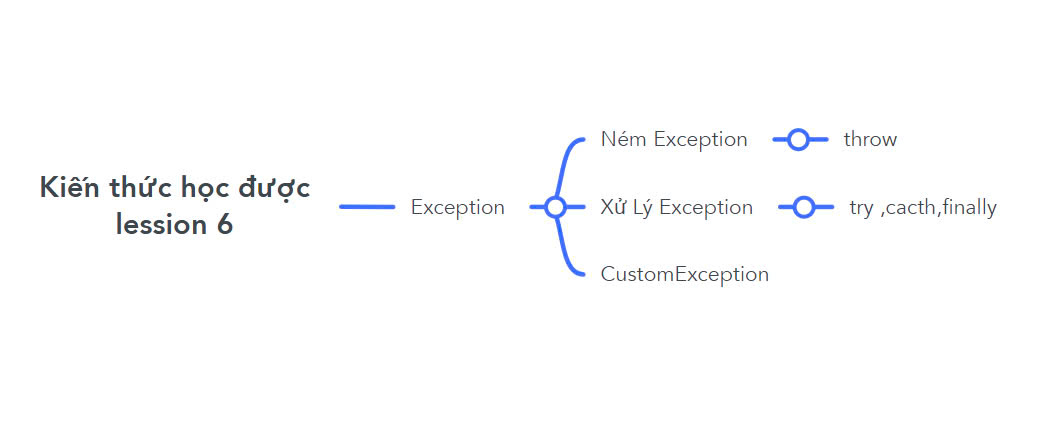 Kiến thức học được
lession 6
Exception
Ném Exception
throw
Xử Lý Exception
try ,cacth,finally
CustomException